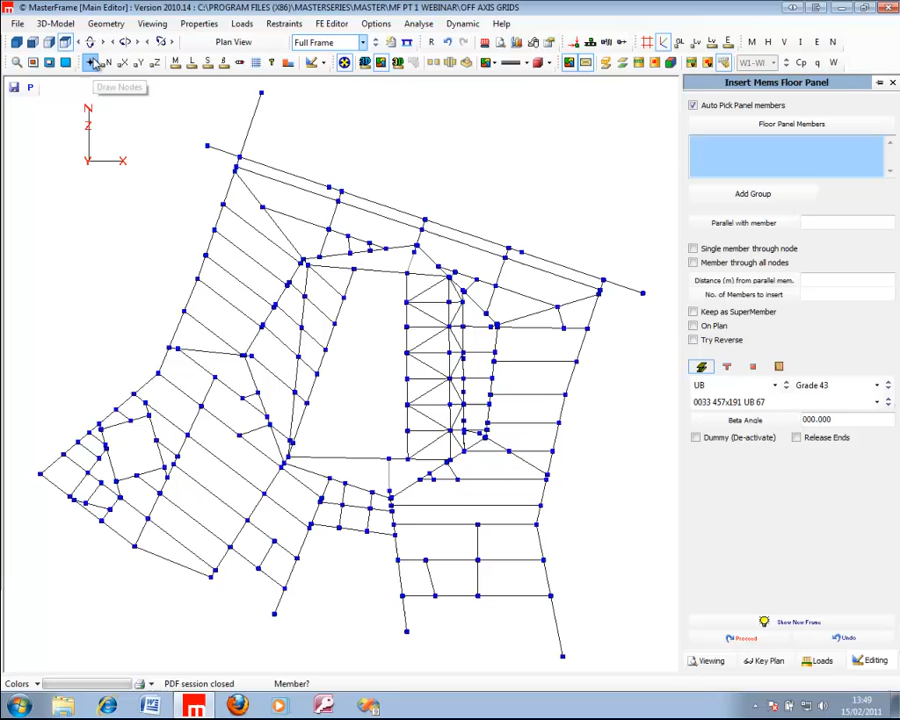 MasterFrame [Main Editor] : C:\PROGRAM FILES (X86)\MASTERSERIES\MASTERSERIES\MF PT 1 WEBINAR\OFF AXIS GRIDS
File 3D-Model Geometry Viewing Properties Loads Restraints FE Editor Options Analyse Dynamic Help
Plan View Full Frame R M H V I E N
N X Y Z M L S W1-WI Cp q W
Draw Nodes
P
N
Z
Y X
Insert Mems Floor Panel
Auto Pick Panel members
Floor Panel Members
Add Group
Parallel with member
Single member through node
Member through all nodes
Distance (m) from parallel mem.
No. of Members to insert
Keep as SuperMember
On Plan
Try Reverse
UB Grade 43
0033 457x191 UB 67
Beta Angle 000.000
Dummy (De-activate) Release Ends
Show New Frame
Proceed Undo
Viewing Key Plan Loads Editing
Colors PDF session closed Member?
13:49
15/02/2011